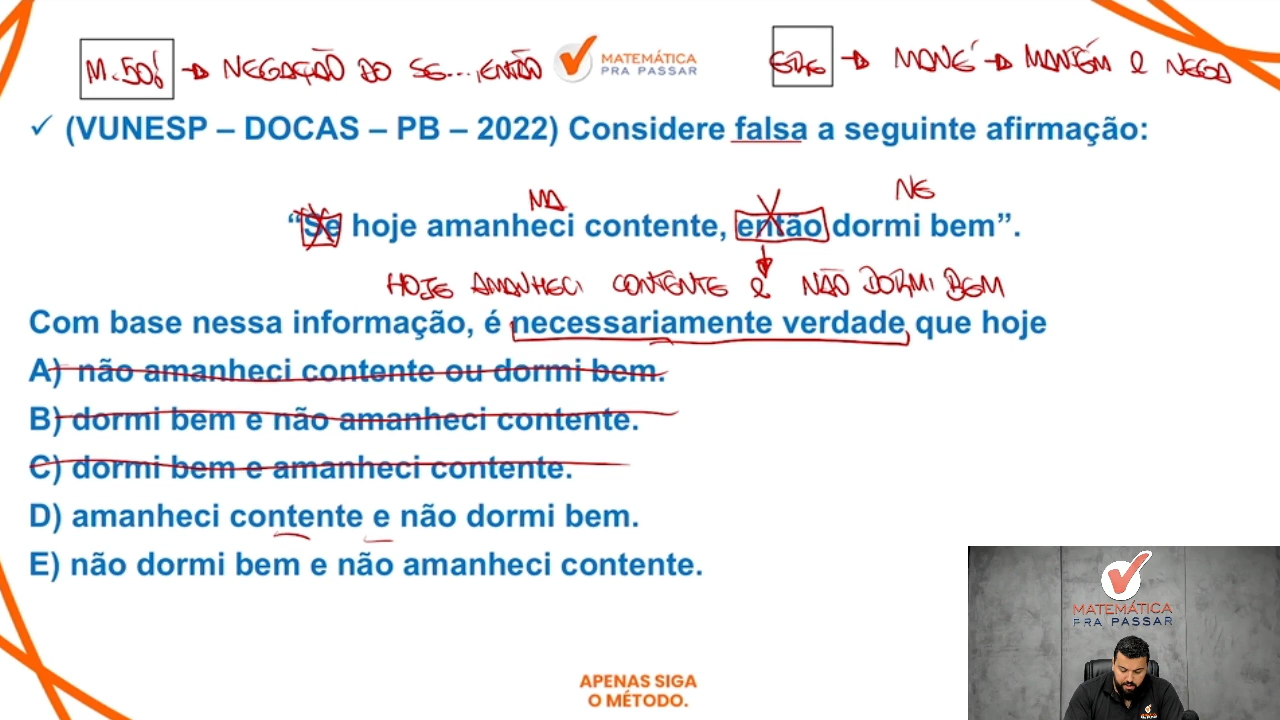 M.50% → NEGAÇÃO DO SE..., ENTÃO
MATEMÁTICA
PRA PASSAR
→ MANÉ → MANTÉM E NEGA
✓ (VUNESP – DOCAS – PB – 2022) Considere falsa a seguinte afirmação:
MA
NE
“Se hoje amanheci contente, então dormi bem”.
HOJE AMANHECI CONTENTE E NÃO DORMI BEM
Com base nessa informação, é necessariamente verdade que hoje
A) não amanheci contente ou dormi bem.
B) dormi bem e não amanheci contente.
C) dormi bem e amanheci contente.
D) amanheci contente e não dormi bem.
E) não dormi bem e não amanheci contente.
MATEMÁTICA
PRA PASSAR
APENAS SIGA
O MÉTODO.